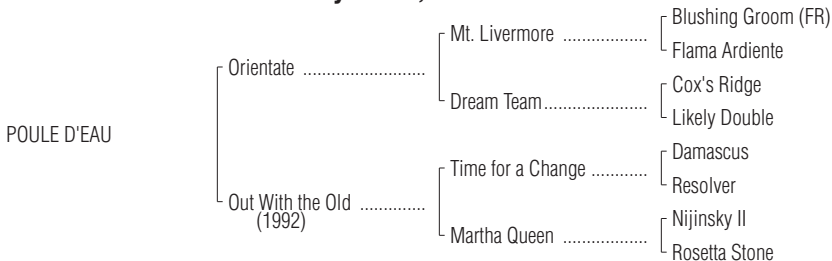 Blushing Groom (FR)
Mt. Livermore ..................
Flama Ardiente
Orientate ..........................
Cox's Ridge
Dream Team......................
Likely Double
POULE D'EAU
Damascus
Time for a Change ............
Resolver
Out With the Old ..............
(1992)
Nijinsky II
Martha Queen ..................
Rosetta Stone